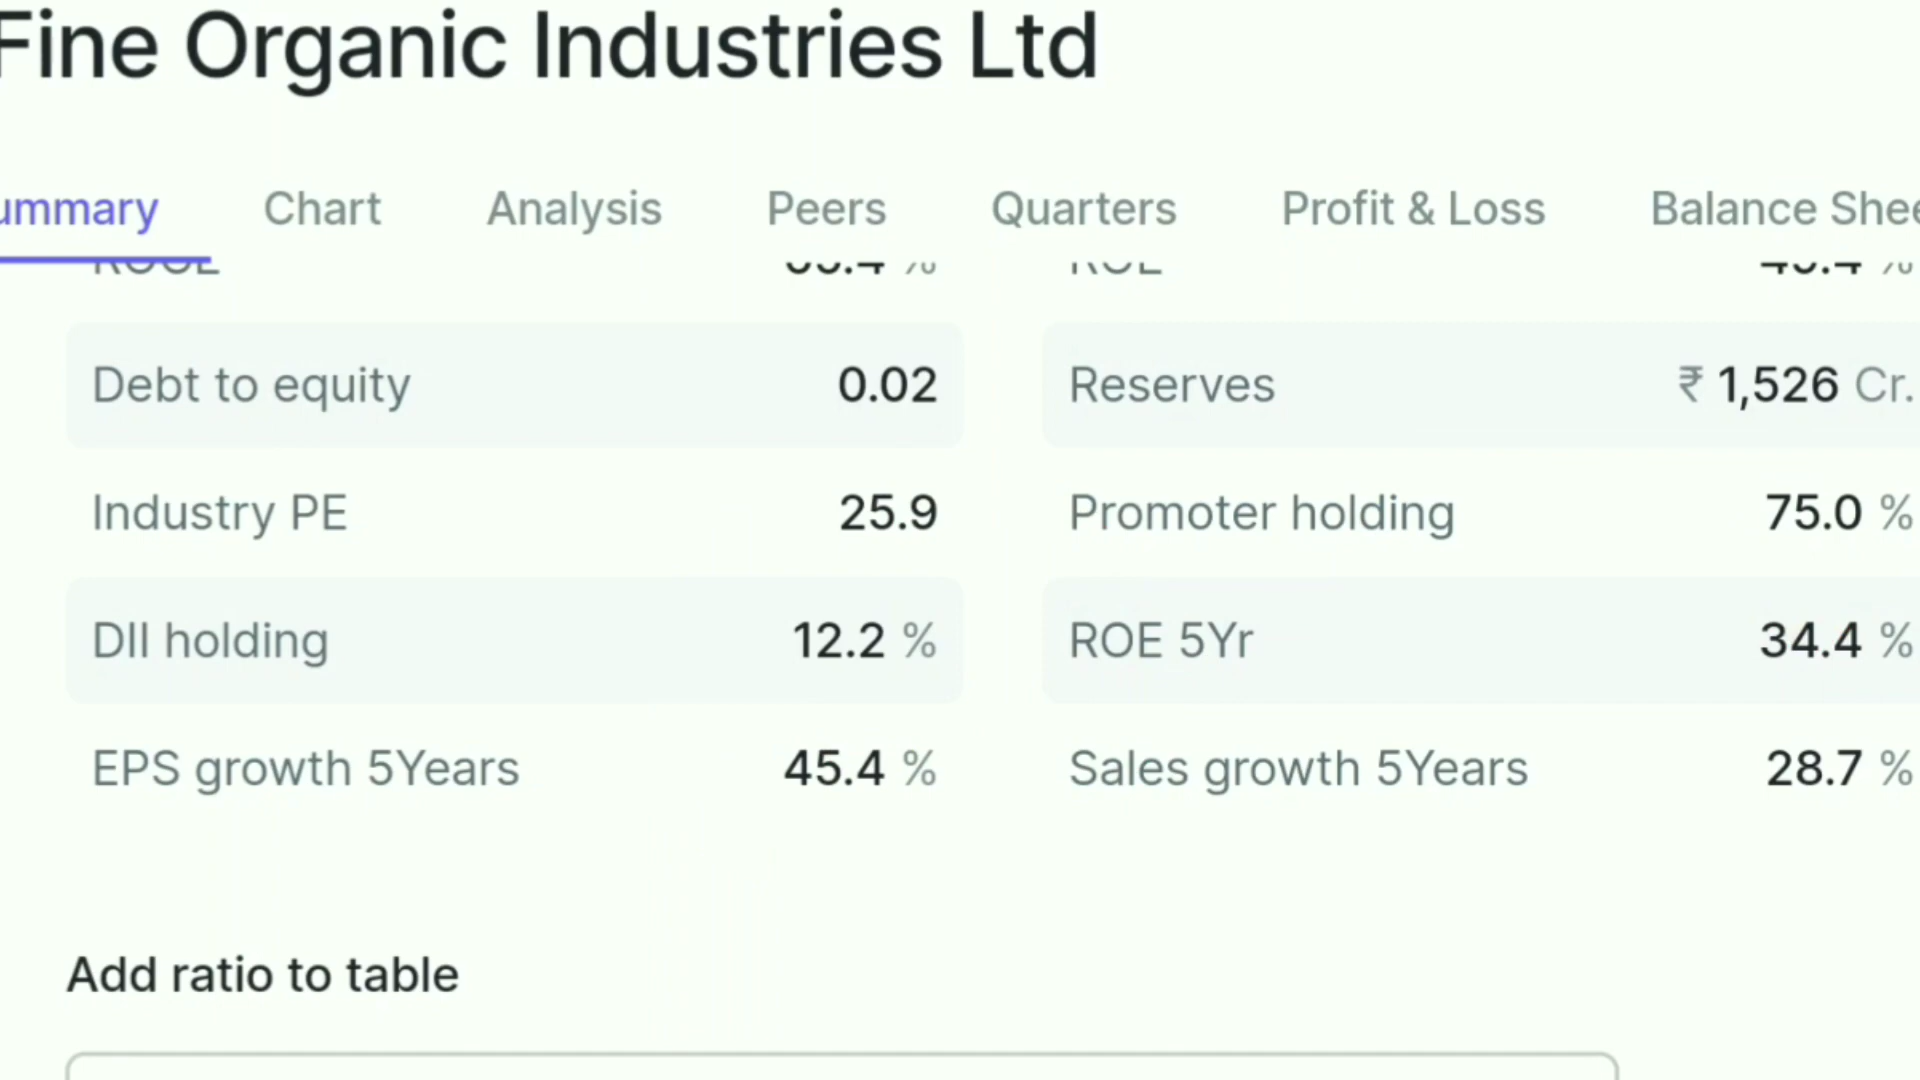 Fine Organic Industries Ltd
ummary Chart Analysis Peers Quarters Profit & Loss Balance Shee
Debt to equity 0.02 Reserves ₹ 1,526 Cr.
Industry PE 25.9 Promoter holding 75.0 %
DII holding 12.2 % ROE 5Yr 34.4 %
EPS growth 5Years 45.4 % Sales growth 5Years 28.7 %
Add ratio to table